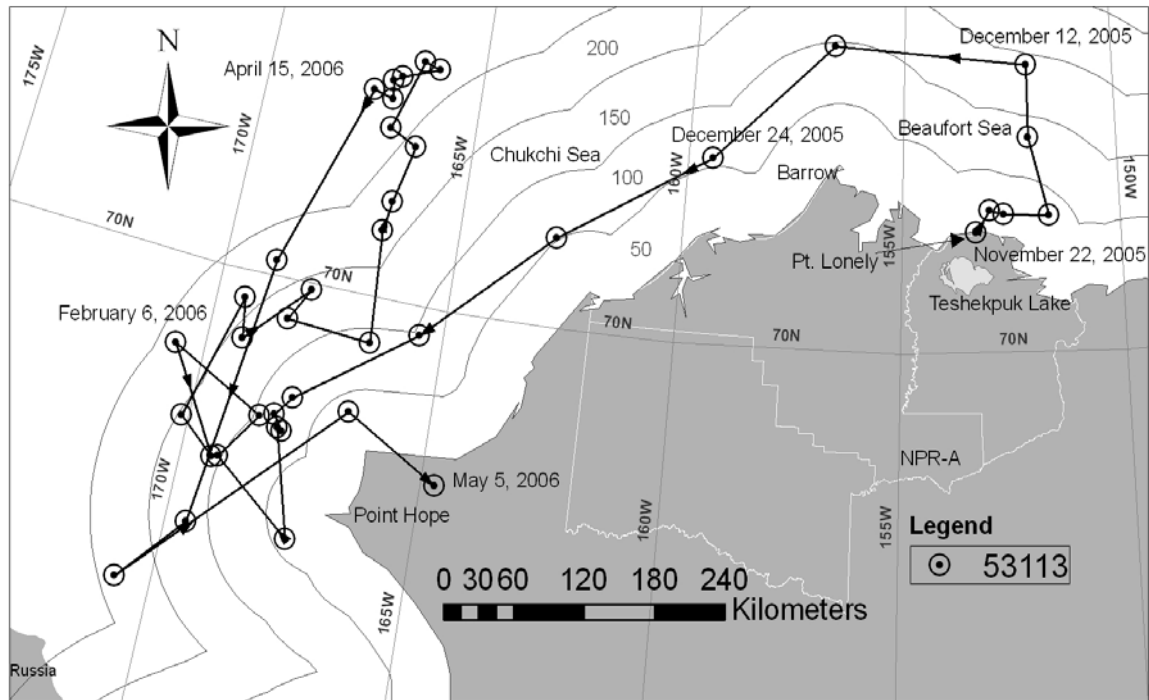 200
December 12, 2005
N
175W
April 15, 2006
170W
150
Beaufort Sea
165W
Chukchi Sea
December 24, 2005
160W
Barrow
150W
100
70N
155W
50
Pt. Lonely
November 22, 2005
70N
Teshekpuk Lake
February 6, 2006
70N
70N
70N
170W
May 5, 2006
NPR-A
Point Hope
160W
155W
Legend
53113
0 30 60 120 180 240
Kilometers
165W
Russia